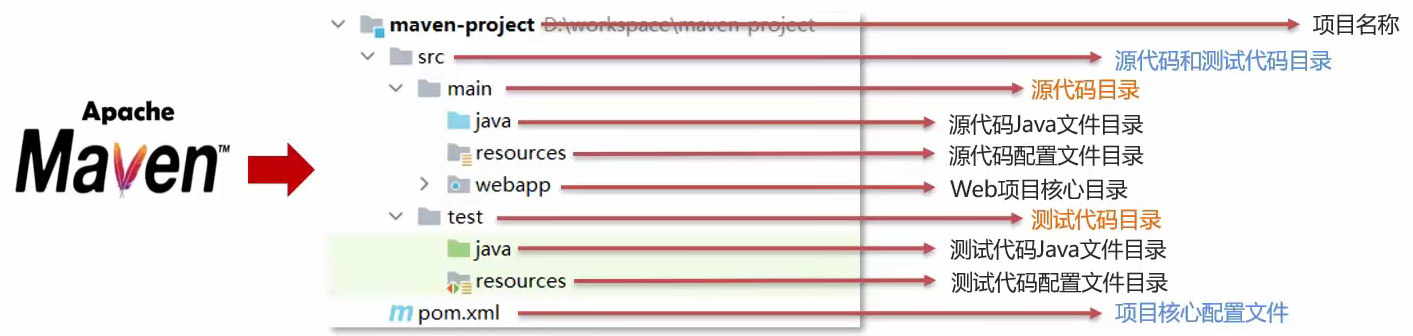 Apache
Maven™
maven-project D:\workspace\maven-project 项目名称
src 源代码和测试代码目录
main 源代码目录
java 源代码Java文件目录
resources 源代码配置文件目录
webapp Web项目核心目录
test 测试代码目录
java 测试代码Java文件目录
resources 测试代码配置文件目录
pom.xml 项目核心配置文件